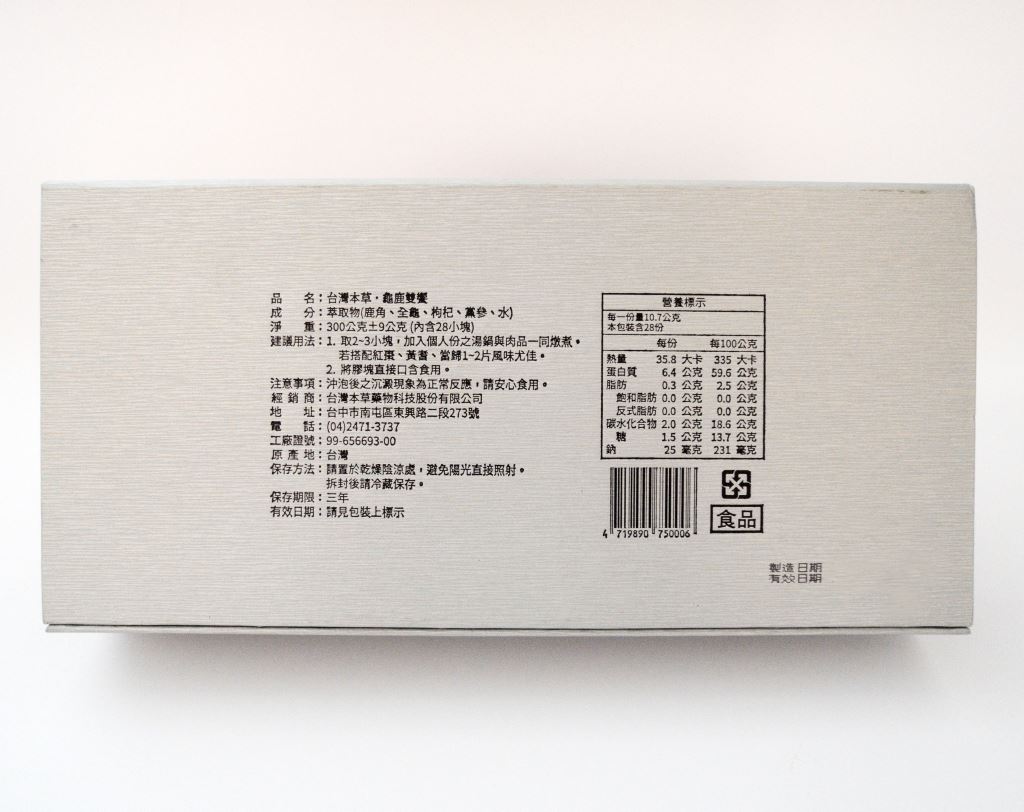 品　　名：台灣本草·龜鹿雙饗
成　　分：萃取物(鹿角、全龜、枸杞、黨參、水)
淨　　重：300公克±9公克 (內含28小塊)
建議用法：1. 取2~3小塊，加入個人份之湯鍋與肉品一同燉煮。
若搭配紅棗、黃耆、當歸1~2片風味尤佳。
2. 將膠塊直接口含食用。
注意事項：沖泡後之沉澱現象為正常反應，請安心食用。
經 銷 商：台灣本草藥物科技股份有限公司
地　　址：台中市南屯區東興路二段273號
電　　話：(04)2471-3737
工廠證號：99-656693-00
原 產 地：台灣
保存方法：請置於乾燥陰涼處，避免陽光直接照射。
拆封後請冷藏保存。
保存期限：三年
有效日期：請見包裝上標示
營養標示
每一份量10.7公克
本包裝含28份
每份 每100公克
熱量 35.8 大卡 335 大卡
蛋白質 6.4 公克 59.6 公克
脂肪 0.3 公克 2.5 公克
飽和脂肪 0.0 公克 0.0 公克
反式脂肪 0.0 公克 0.0 公克
碳水化合物 2.0 公克 18.6 公克
糖 1.5 公克 13.7 公克
鈉 25 毫克 231 毫克
4 719890 750006
食品
製造日期
有效日期